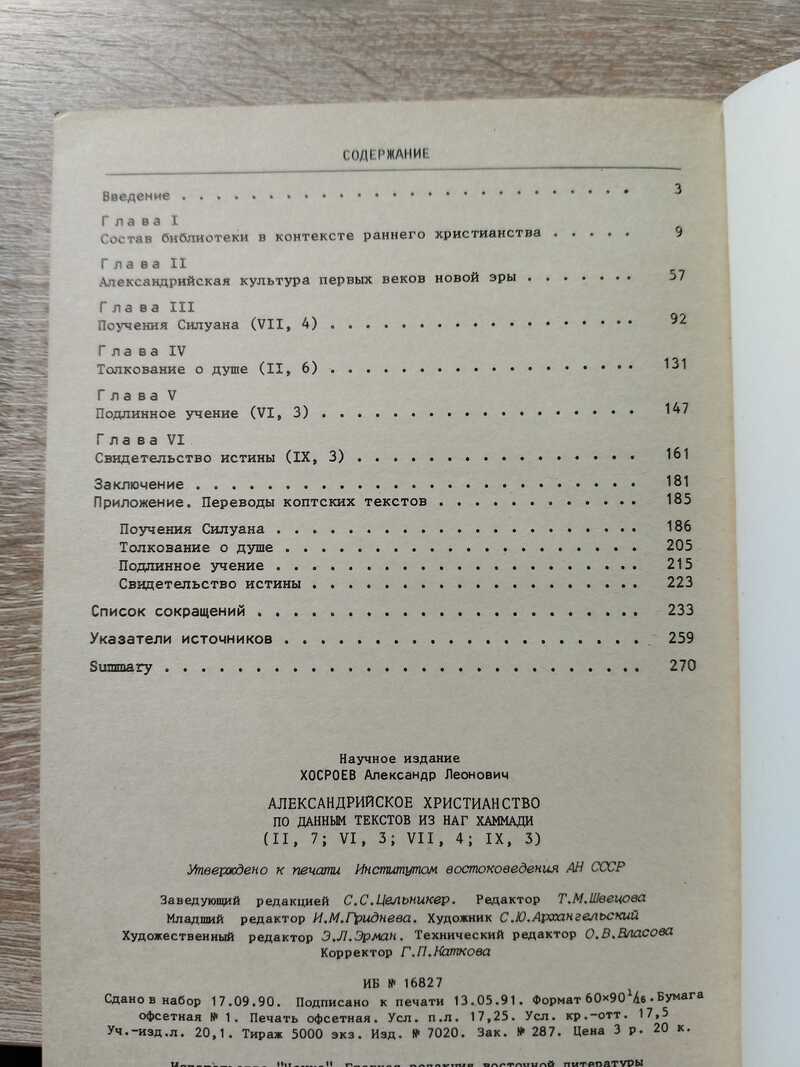 СОДЕРЖАНИЕ
Введение . . . . . . . . . . . . . . . . . . . . . . . . . . . 3
Глава I
Состав библиотеки в контексте раннего христианства . . . . . 9
Глава II
Александрийская культура первых веков новой эры . . . . . . . 57
Глава III
Поучения Силуана (VII, 4) . . . . . . . . . . . . . . . . . . 92
Глава IV
Толкование о душе (II, 6) . . . . . . . . . . . . . . . . . . 131
Глава V
Подлинное учение (VI, 3) . . . . . . . . . . . . . . . . . . 147
Глава VI
Свидетельство истины (IX, 3) . . . . . . . . . . . . . . . . 161
Заключение . . . . . . . . . . . . . . . . . . . . . . . . . 181
Приложение. Переводы коптских текстов . . . . . . . . . . . . 185
Поучения Силуана . . . . . . . . . . . . . . . . . . . . . 186
Толкование о душе . . . . . . . . . . . . . . . . . . . . 205
Подлинное учение . . . . . . . . . . . . . . . . . . . . . 215
Свидетельство истины . . . . . . . . . . . . . . . . . . . 223
Список сокращений . . . . . . . . . . . . . . . . . . . . . . 233
Указатели источников . . . . . . . . . . . . . . . . . . . . 259
Summary . . . . . . . . . . . . . . . . . . . . . . . . . . . 270
Научное издание
ХОСРОЕВ Александр Леонович
АЛЕКСАНДРИЙСКОЕ ХРИСТИАНСТВО
ПО ДАННЫМ ТЕКСТОВ ИЗ НАГ ХАММАДИ
(II, 7; VI, 3; VII, 4; IX, 3)
Утверждено к печати Институтом востоковедения АН СССР
Заведующий редакцией С.С.Цельникер. Редактор Т.М.Швецова
Младший редактор И.М.Гриднева. Художник С.Ю.Архангельский
Художественный редактор Э.Л.Эрман. Технический редактор О.В.Власова
Корректор Г.П.Каткова
ИБ № 16827
Сдано в набор 17.09.90. Подписано к печати 13.05.91. Формат 60×90 1/16. Бумага
офсетная № 1. Печать офсетная. Усл. п.л. 17,25. Усл. кр.-отт. 17,5
Уч.-изд.л. 20,1. Тираж 5000 экз. Изд. № 7020. Зак. № 287. Цена 3 р. 20 к.
Издательство "Наука". Главная редакция восточной литературы